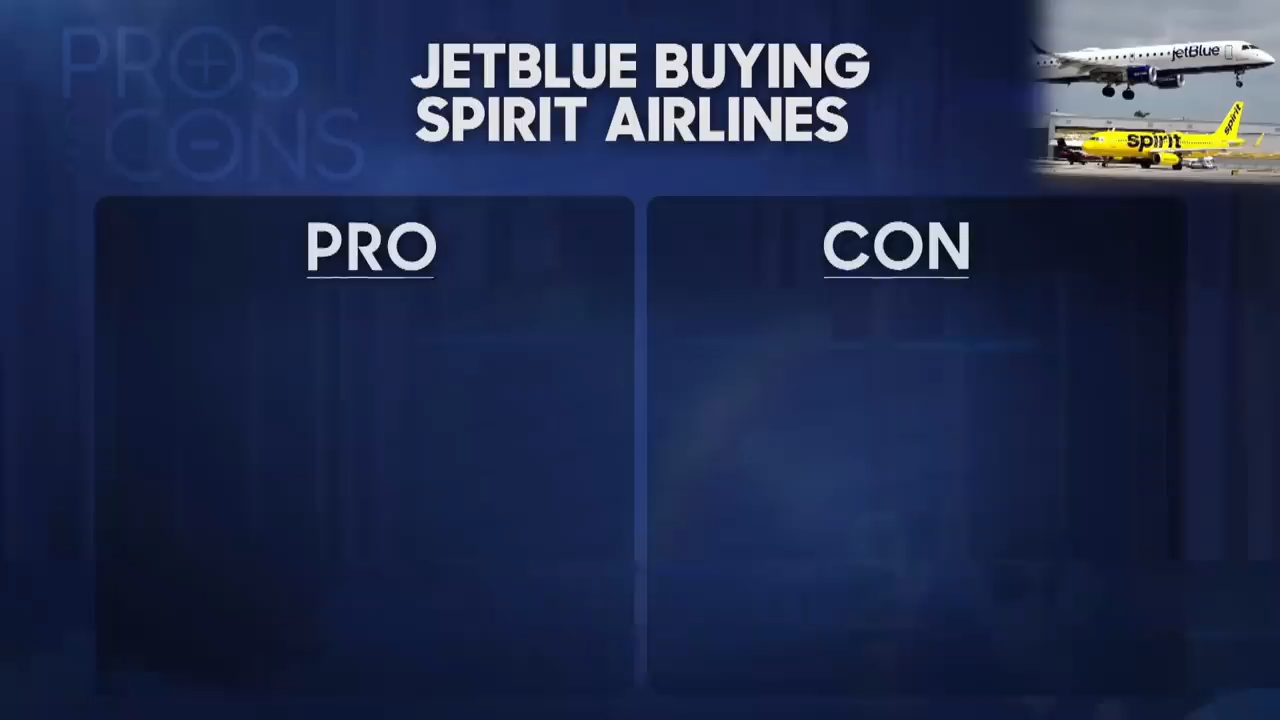 PROS
CONS
JETBLUE BUYING
SPIRIT AIRLINES
jetBlue
spirit
spirit
PRO
CON